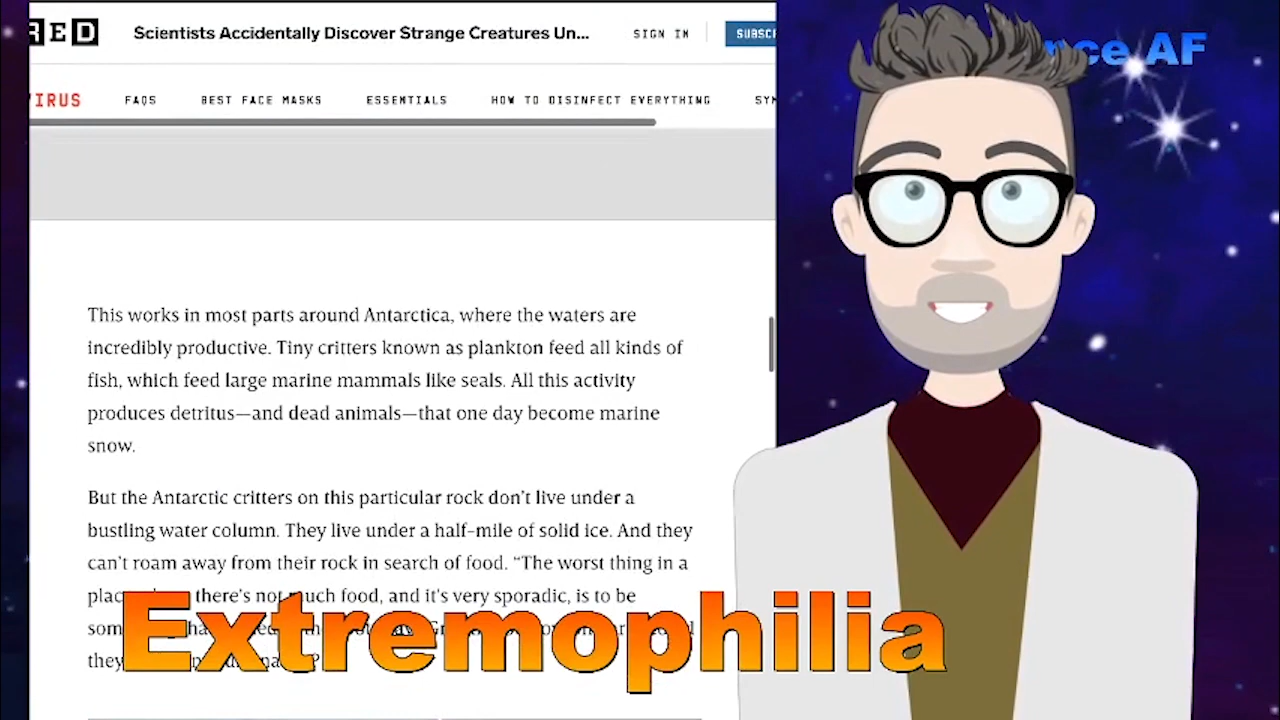 RED Scientists Accidentally Discover Strange Creatures Un... SIGN IN SUBSC
nce AF
IRUS FAQS BEST FACE MASKS ESSENTIALS HOW TO DISINFECT EVERYTHING SYM
This works in most parts around Antarctica, where the waters are
incredibly productive. Tiny critters known as plankton feed all kinds of
fish, which feed large marine mammals like seals. All this activity
produces detritus—and dead animals—that one day become marine
snow.
But the Antarctic critters on this particular rock don't live under a
bustling water column. They live under a half-mile of solid ice. And they
can't roam away from their rock in search of food. “The worst thing in a
there's not much food, and it's very sporadic, is to be
they
Extremophilia